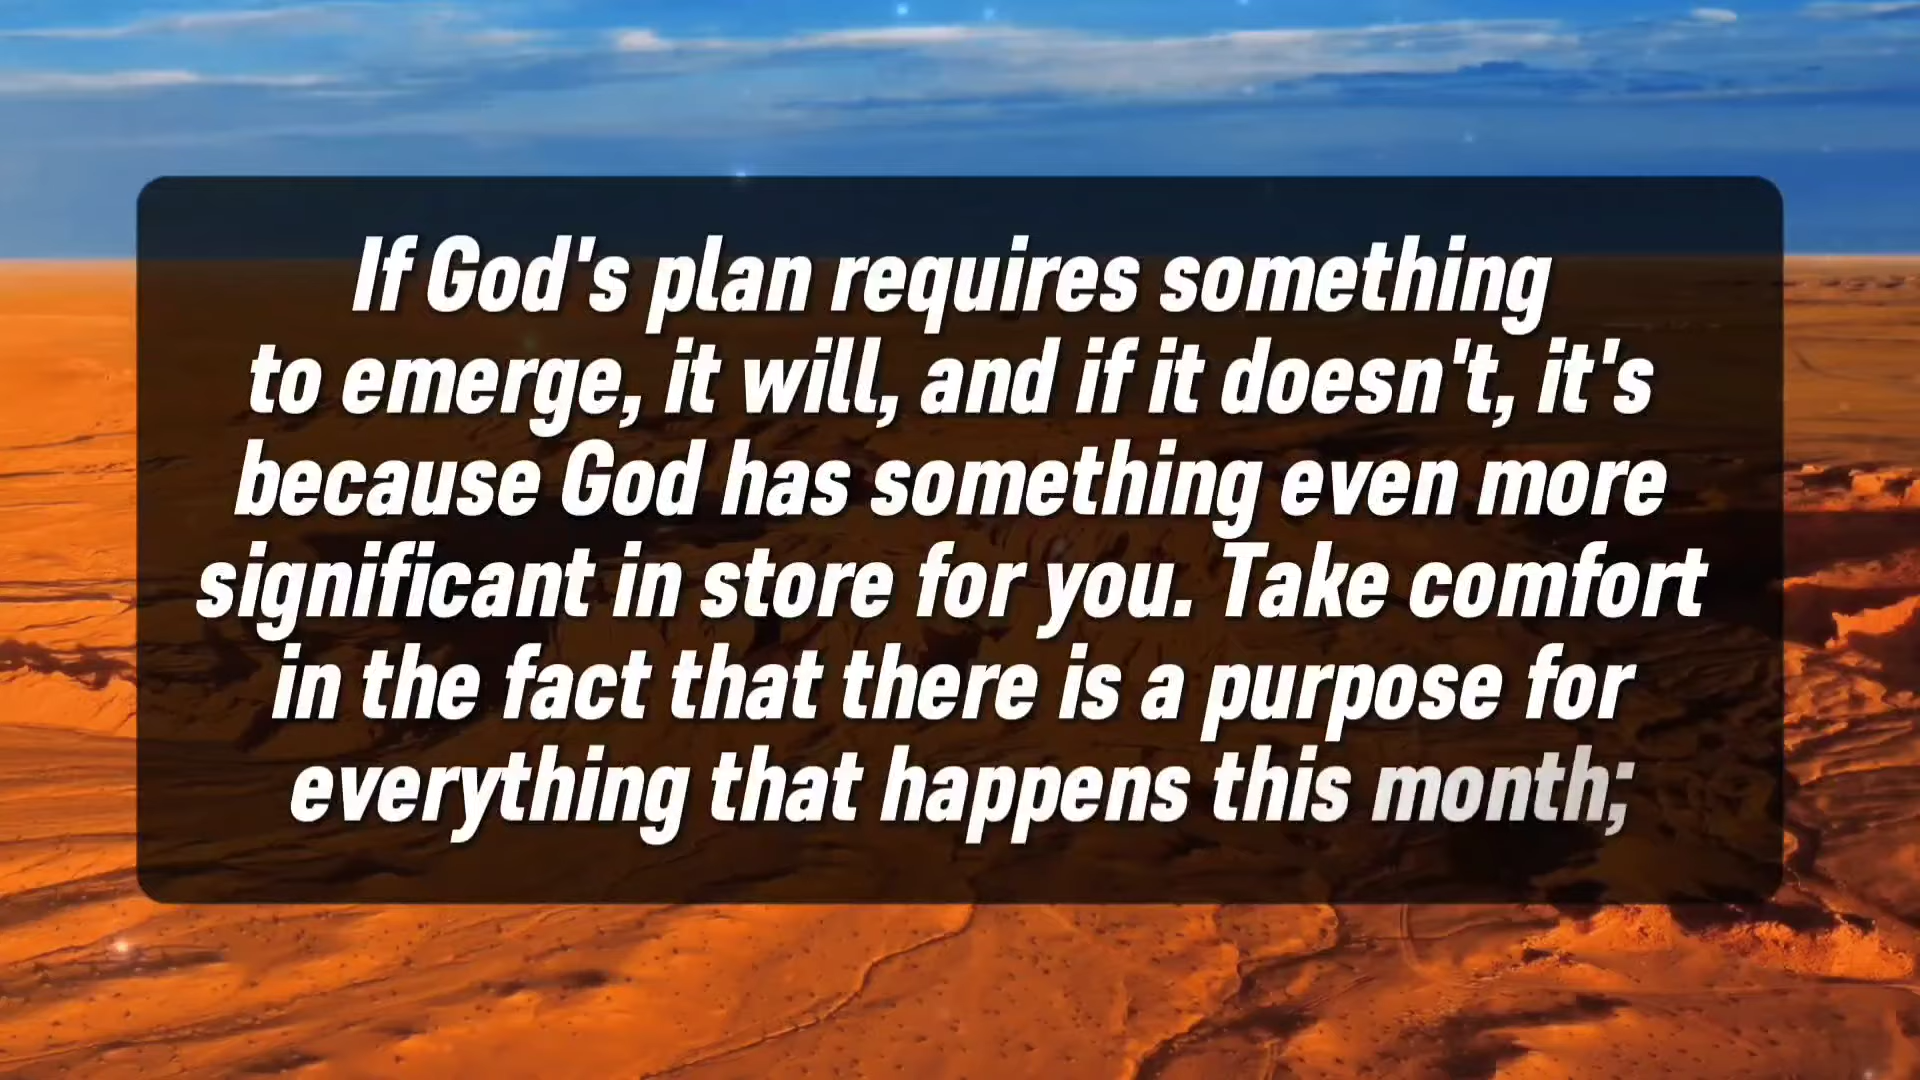 If God's plan requires something
to emerge, it will, and if it doesn't, it's
because God has something even more
significant in store for you. Take comfort
in the fact that there is a purpose for
everything that happens this month;